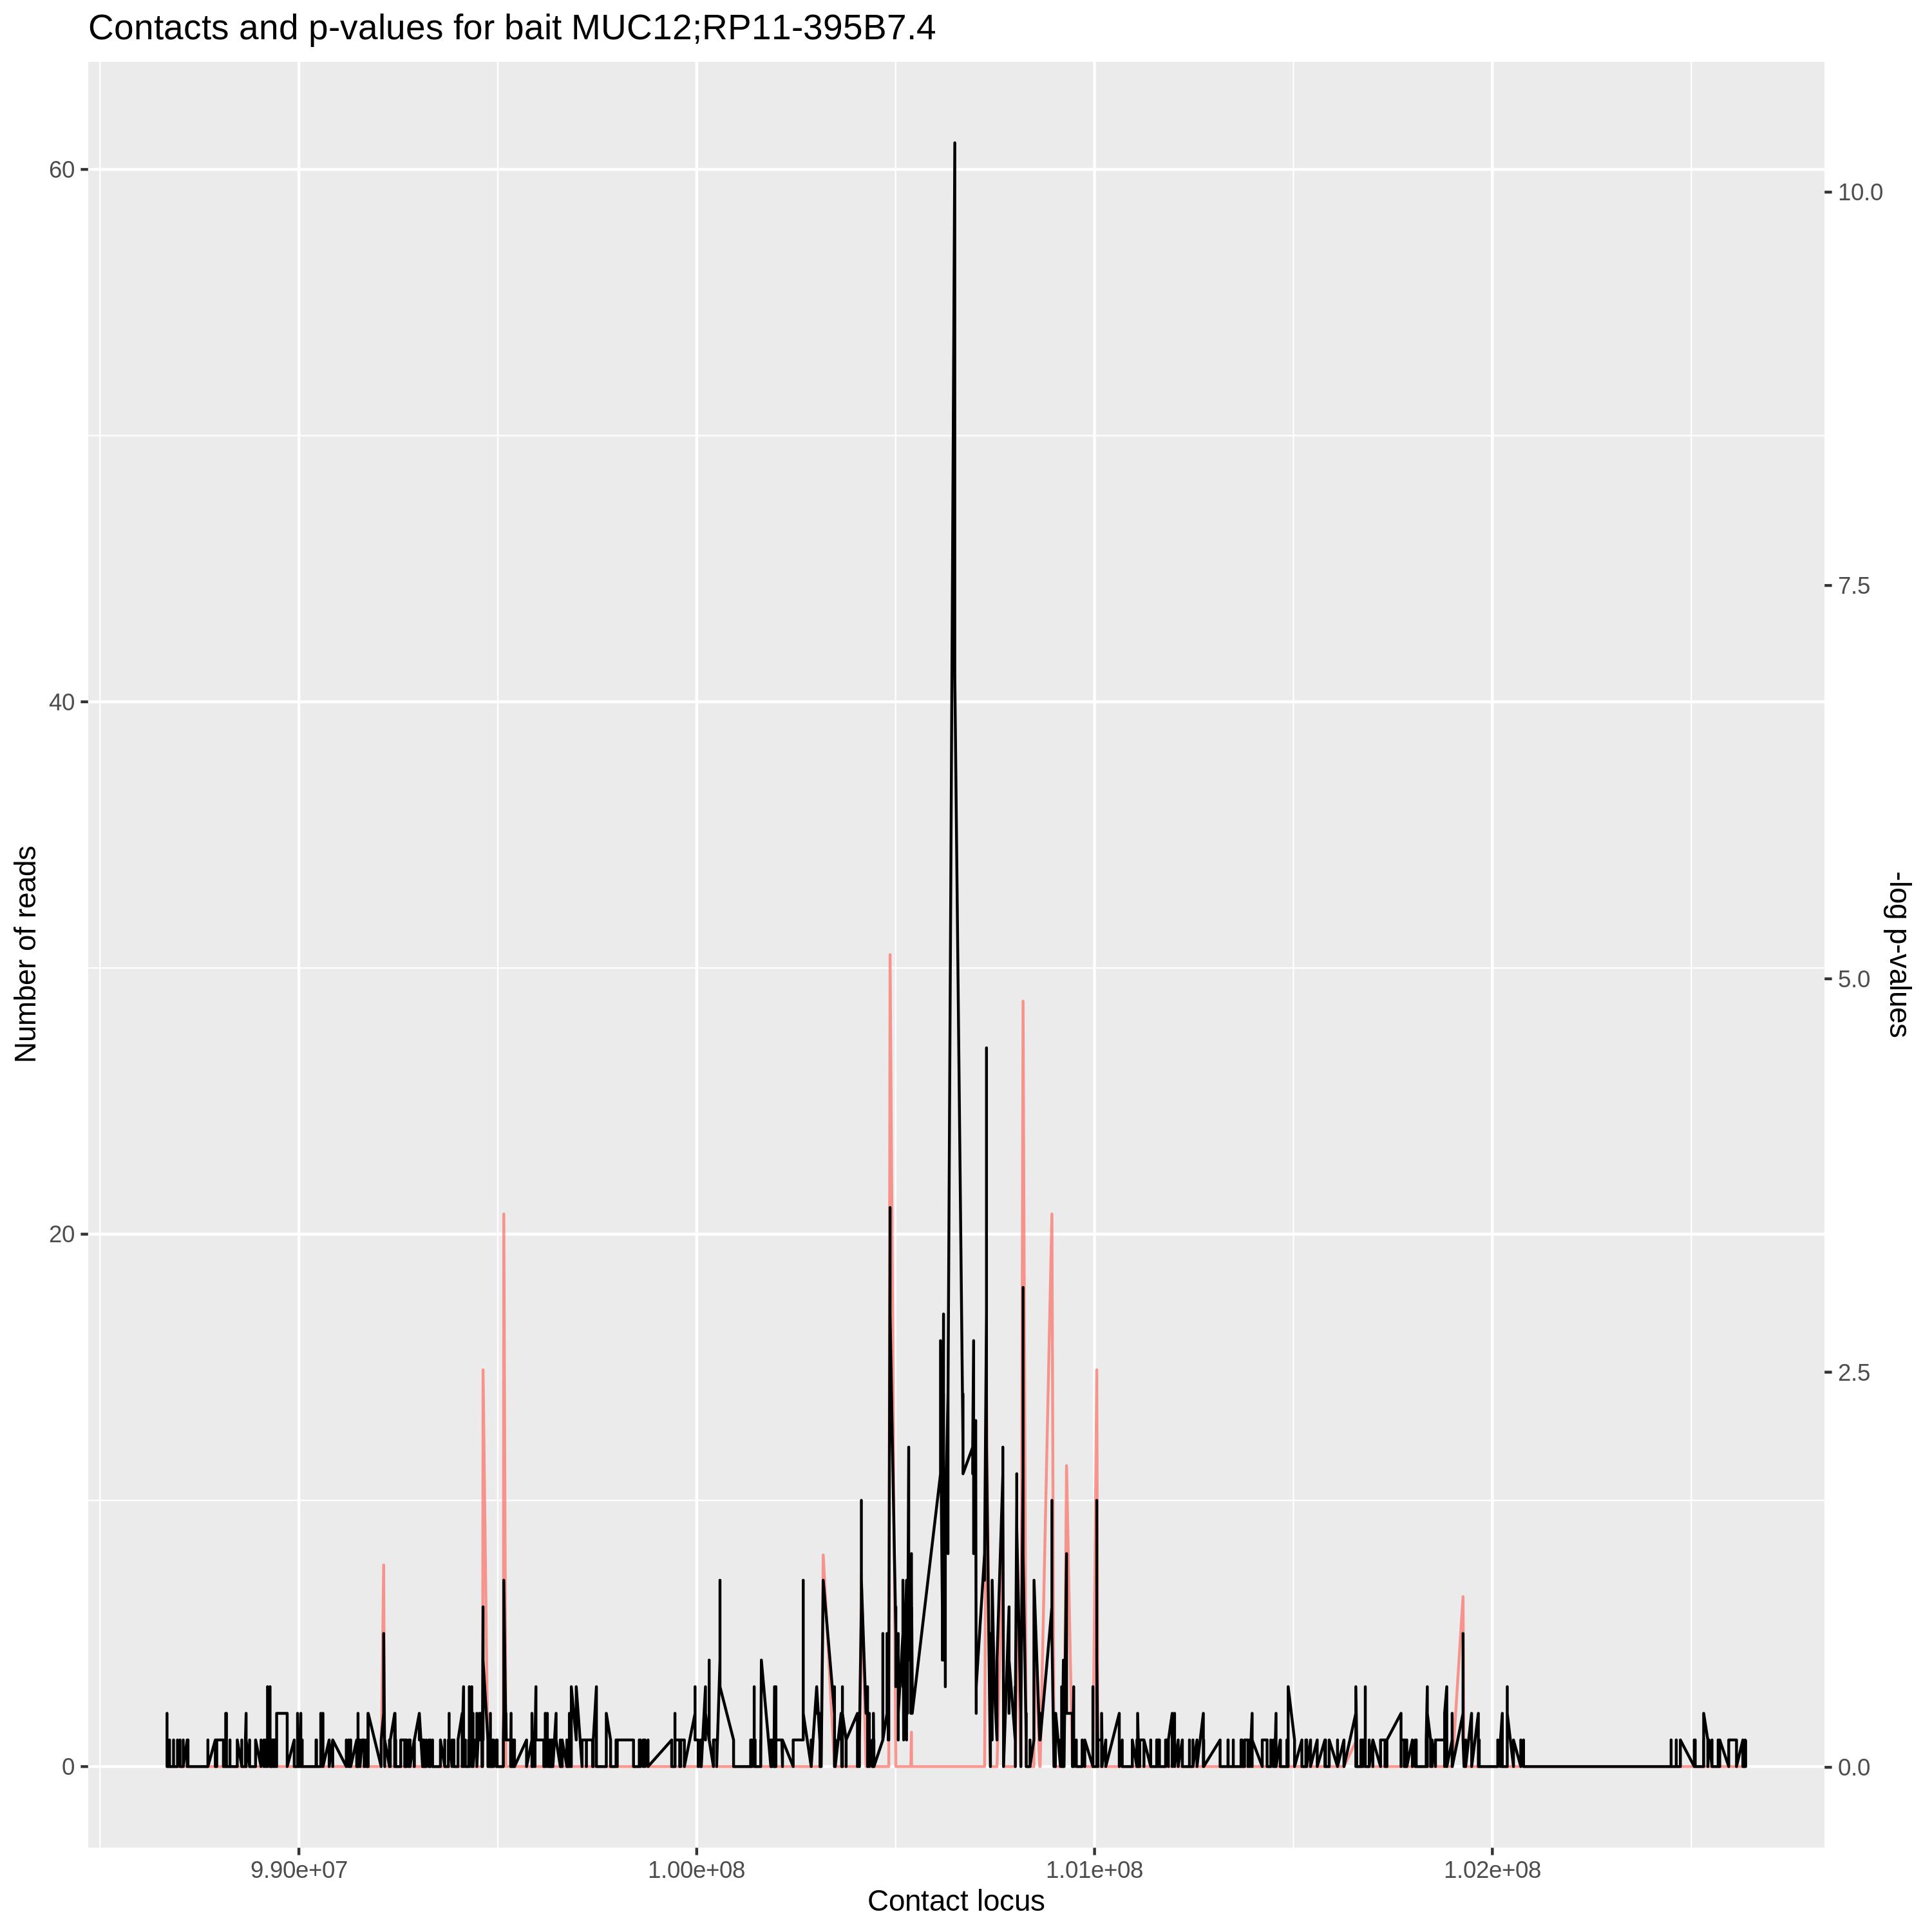 Contacts and p-values for bait MUC12;RP11-395B7.4
60
40
20
0
Number of reads
10.0
7.5
5.0
2.5
0.0
-log p-values
9.90e+07
1.00e+08
1.01e+08
1.02e+08
Contact locus